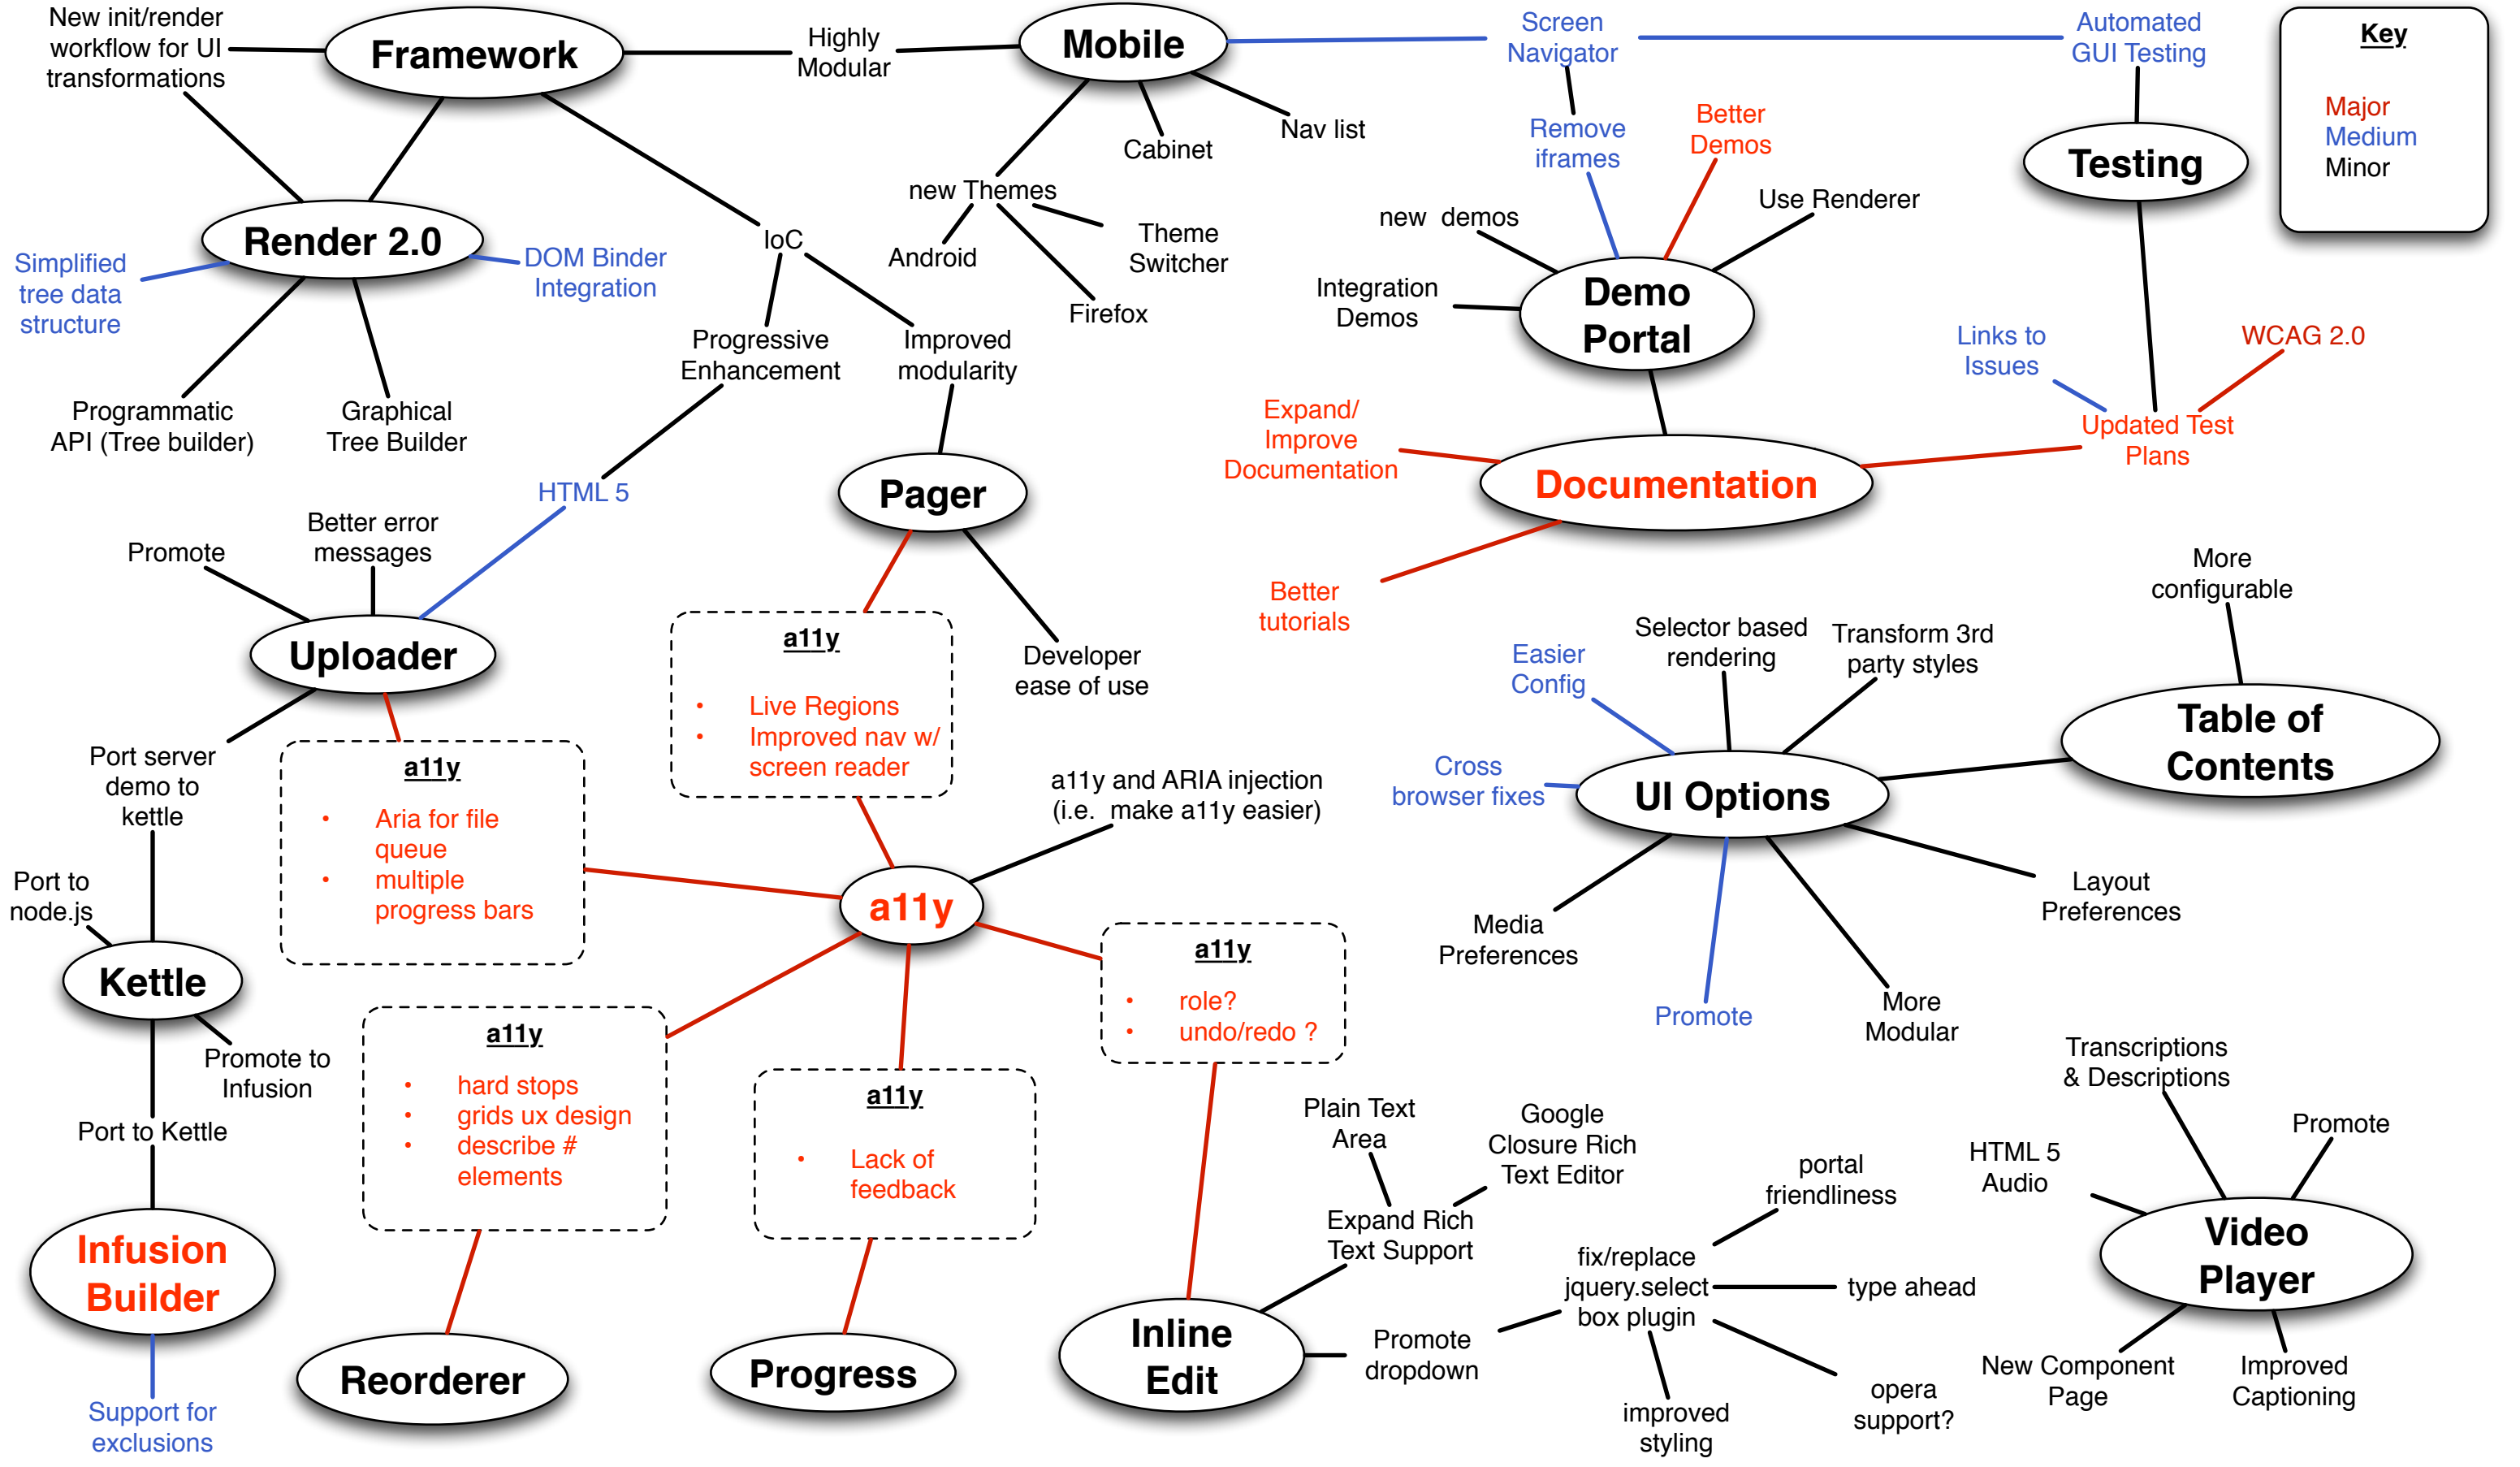 New init/render
workflow for UI
transformations
Framework
Highly
Modular
Mobile
Screen
Navigator
Automated
GUI Testing
Key
Major
Medium
Minor
Nav list
Cabinet
Remove
iframes
Better
Demos
Testing
new Themes
Android
Theme
Switcher
Firefox
new  demos
Use Renderer
Integration
Demos
Demo
Portal
Render 2.0
Simplified
tree data
structure
DOM Binder
Integration
IoC
Progressive
Enhancement
Improved
modularity
Programmatic
API (Tree builder)
Graphical
Tree Builder
Links to
Issues
WCAG 2.0
Updated Test
Plans
Expand/
Improve
Documentation
Documentation
Better
tutorials
HTML 5
Pager
Promote
Better error
messages
Uploader
a11y
• Live Regions
• Improved nav w/
screen reader
Developer
ease of use
More
configurable
Easier
Config
Selector based
rendering
Transform 3rd
party styles
Table of
Contents
Cross
browser fixes
UI Options
Layout
Preferences
Media
Preferences
Promote
More
Modular
Port server
demo to
kettle
a11y
• Aria for file
queue
• multiple
progress bars
a11y and ARIA injection
(i.e.  make a11y easier)
a11y
Port to
node.js
Kettle
Promote to
Infusion
Port to Kettle
Infusion
Builder
Support for
exclusions
a11y
• hard stops
• grids ux design
• describe #
elements
Reorderer
a11y
• Lack of
feedback
Progress
a11y
• role?
• undo/redo ?
Plain Text
Area
Google
Closure Rich
Text Editor
Expand Rich
Text Support
Inline
Edit
Promote
dropdown
fix/replace
jquery.select
box plugin
portal
friendliness
type ahead
opera
support?
improved
styling
Transcriptions
& Descriptions
Promote
HTML 5
Audio
Video
Player
New Component
Page
Improved
Captioning